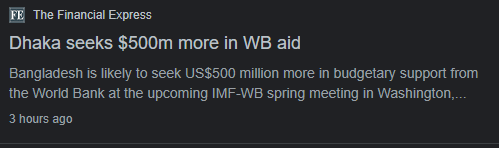 FE The Financial Express
Dhaka seeks $500m more in WB aid
Bangladesh is likely to seek US$500 million more in budgetary support from
the World Bank at the upcoming IMF-WB spring meeting in Washington,...
3 hours ago